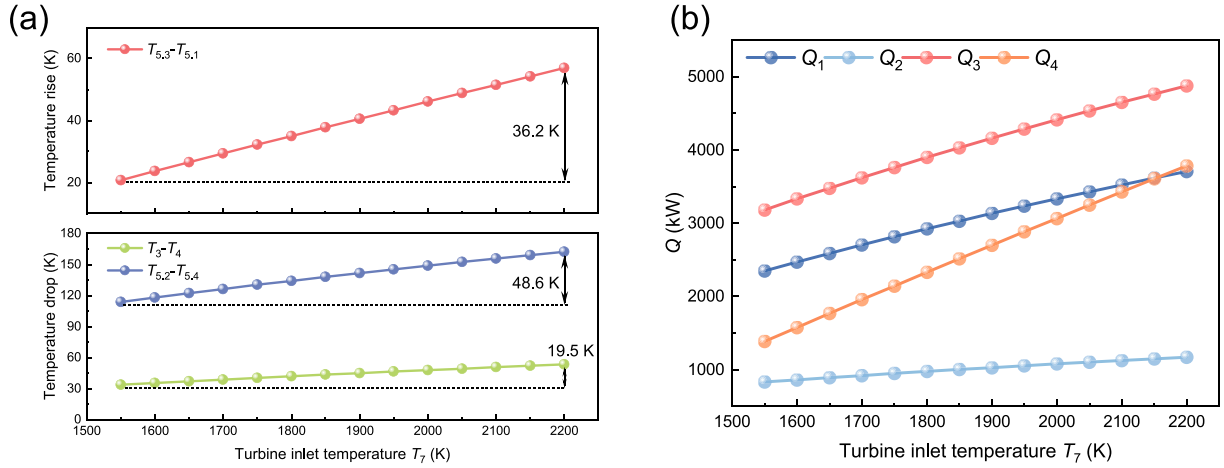 (a)
T5.3-T5.1
Temperature rise (K)
60
40
20
36.2 K
T3-T4
T5.2-T5.4
Temperature drop (K)
180
150
120
90
60
30
0
48.6 K
19.5 K
1500 1600 1700 1800 1900 2000 2100 2200
Turbine inlet temperature T7 (K)
(b)
Q1 Q2 Q3 Q4
Q (kW)
5000
4000
3000
2000
1000
1500 1600 1700 1800 1900 2000 2100 2200
Turbine inlet temperature T7 (K)